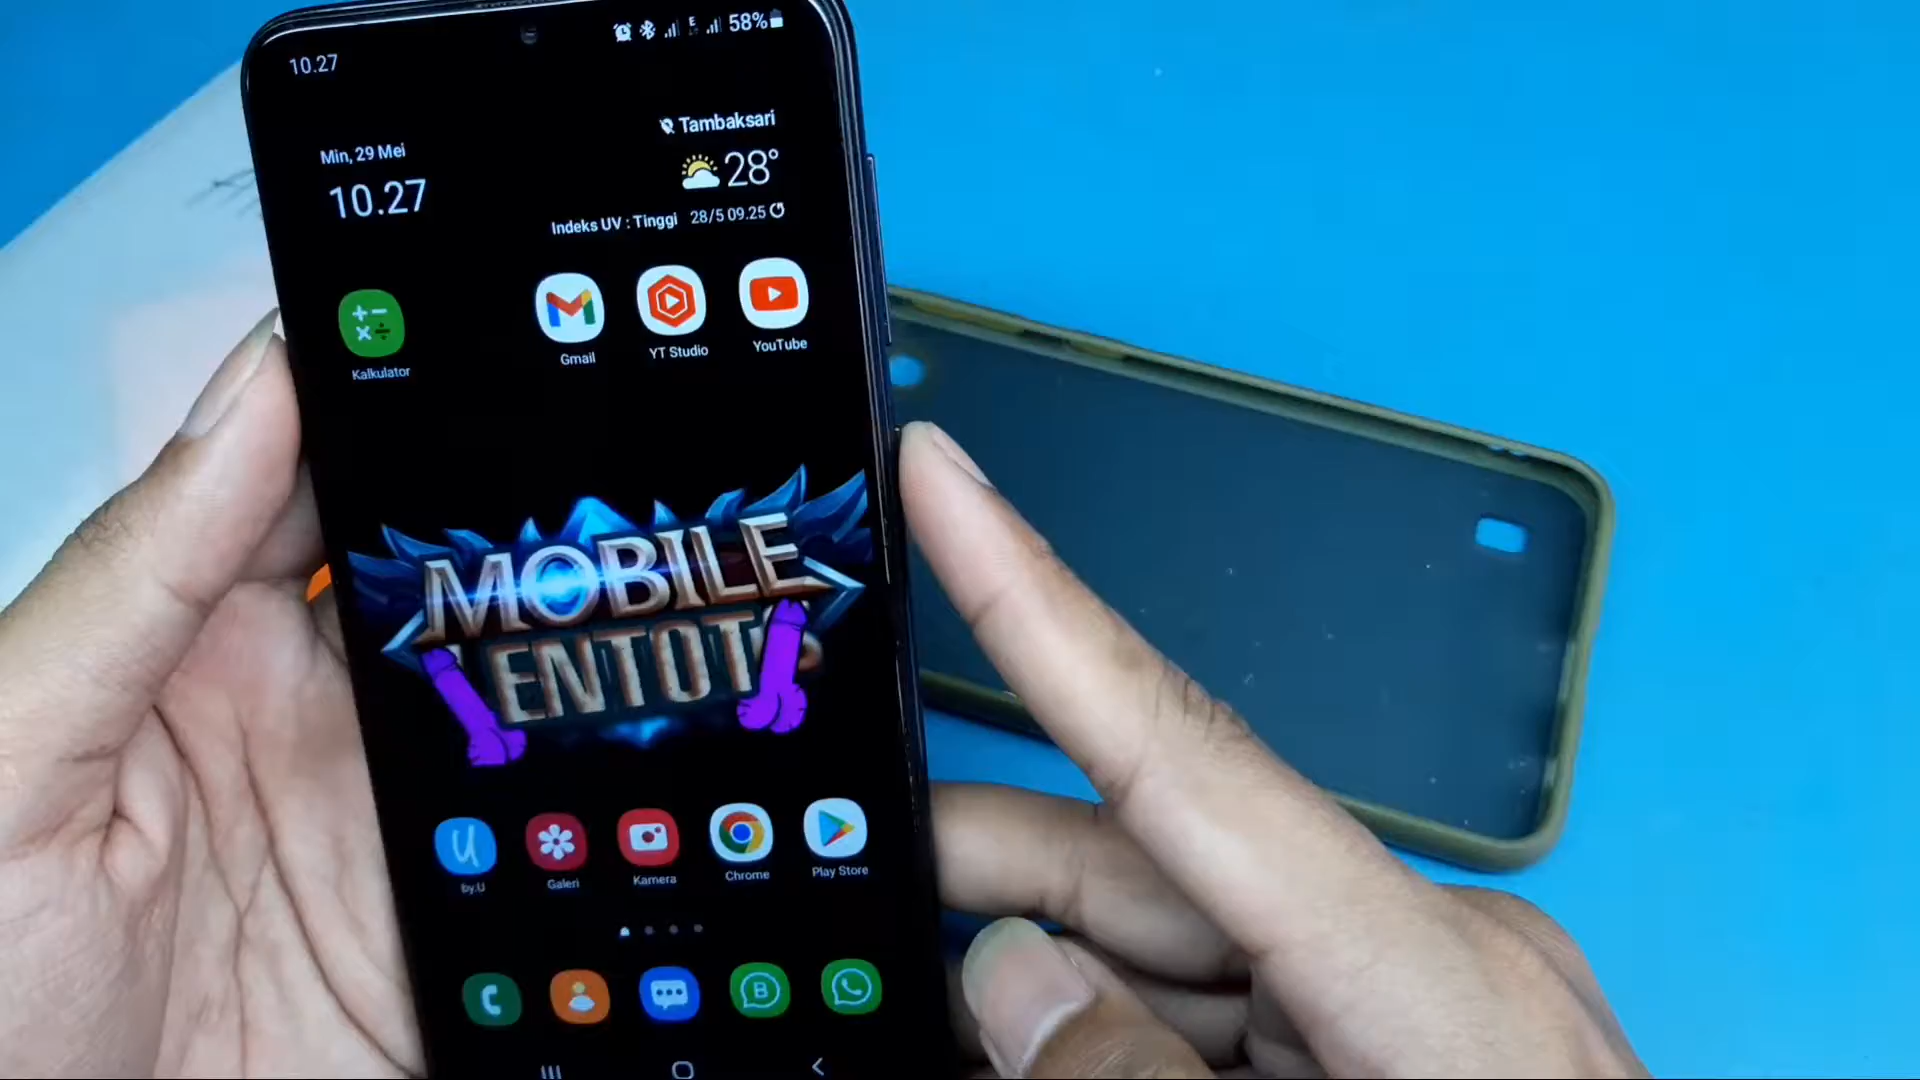 10.27
E
58%
Min, 29 Mei
10.27
Tambaksari
28°
Indeks UV : Tinggi 28/5 09.25
Kalkulator
Gmail
YT Studio
YouTube
MOBILE
ENTOT
by.U
Galeri
Kamera
Chrome
Play Store
B